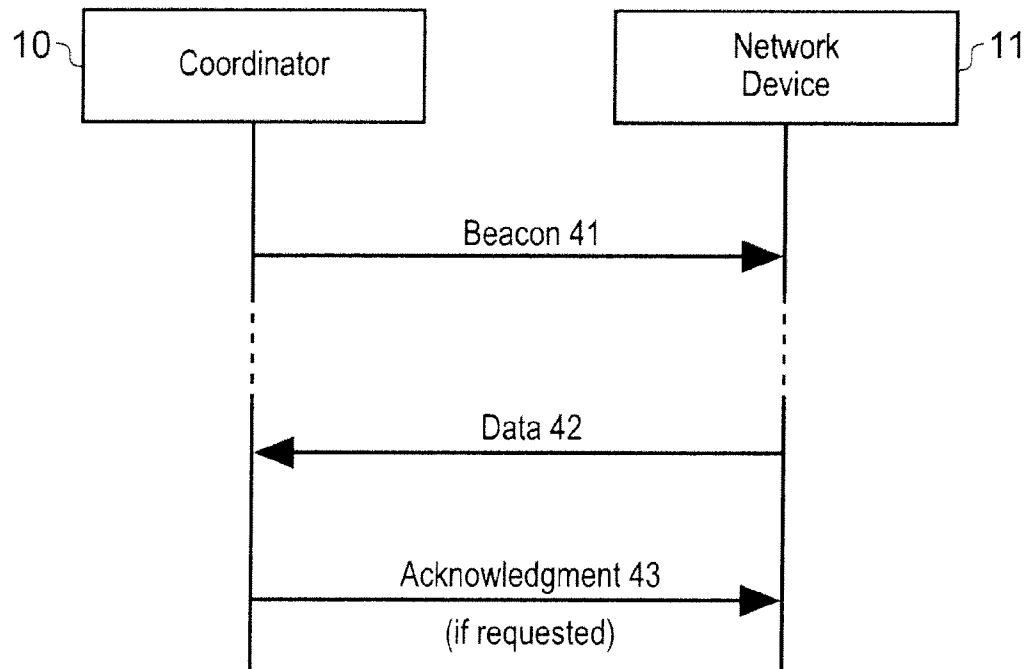 10
Coordinator
Network
Device
11
Beacon 41
Data 42
Acknowledgment 43
(if requested)